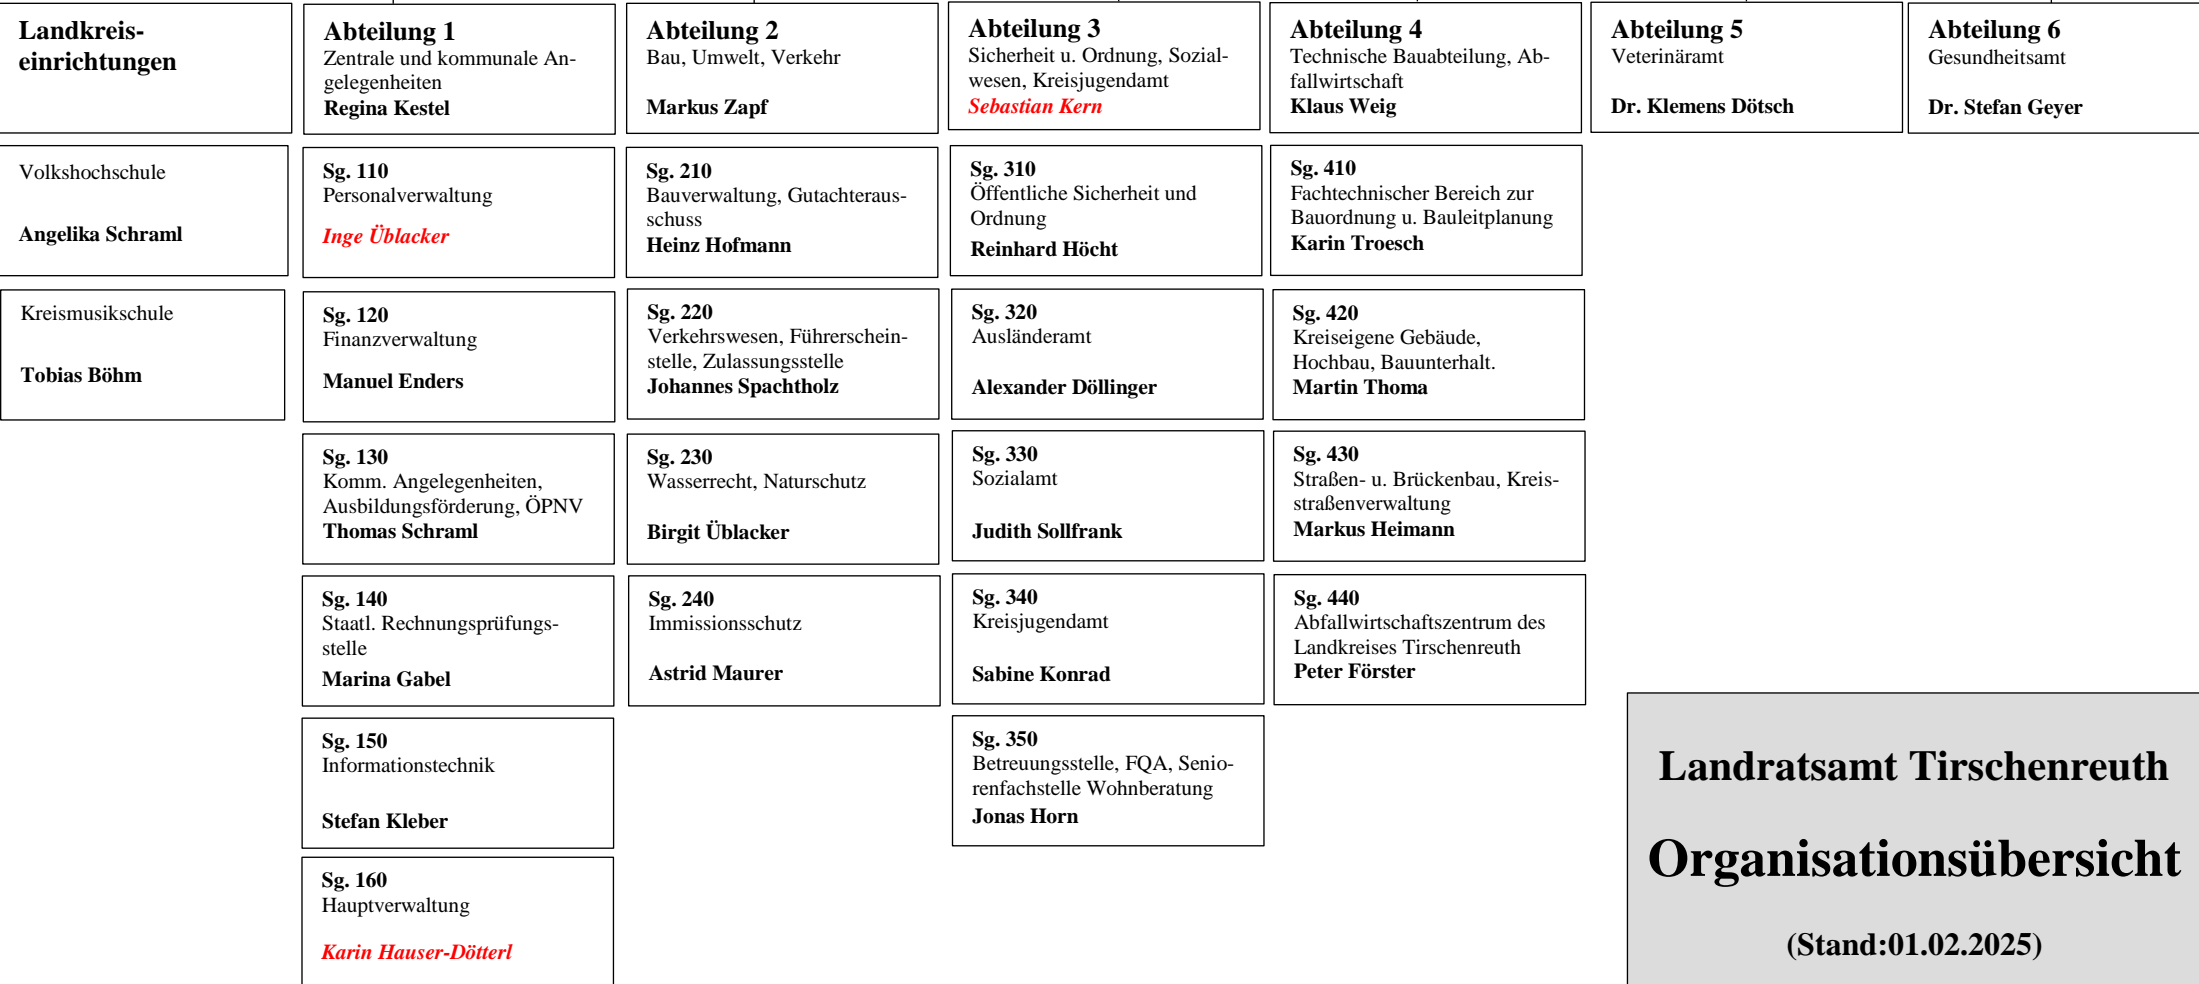 Landkreis-
einrichtungen
Abteilung 1
Zentrale und kommunale An-
gelegenheiten
Regina Kestel
Abteilung 2
Bau, Umwelt, Verkehr
Markus Zapf
Abteilung 3
Sicherheit u. Ordnung, Sozial-
wesen, Kreisjugendamt
Sebastian Kern
Abteilung 4
Technische Bauabteilung, Ab-
fallwirtschaft
Klaus Weig
Abteilung 5
Veterinäramt
Dr. Klemens Dötsch
Abteilung 6
Gesundheitsamt
Dr. Stefan Geyer
Volkshochschule
Angelika Schraml
Sg. 110
Personalverwaltung
Inge Üblacker
Sg. 210
Bauverwaltung, Gutachteraus-
schuss
Heinz Hofmann
Sg. 310
Öffentliche Sicherheit und
Ordnung
Reinhard Höcht
Sg. 410
Fachtechnischer Bereich zur
Bauordnung u. Bauleitplanung
Karin Troesch
Kreismusikschule
Tobias Böhm
Sg. 120
Finanzverwaltung
Manuel Enders
Sg. 220
Verkehrswesen, Führerschein-
stelle, Zulassungsstelle
Johannes Spachtholz
Sg. 320
Ausländeramt
Alexander Döllinger
Sg. 420
Kreiseigene Gebäude,
Hochbau, Bauunterhalt.
Martin Thoma
Sg. 130
Komm. Angelegenheiten,
Ausbildungsförderung, ÖPNV
Thomas Schraml
Sg. 230
Wasserrecht, Naturschutz
Birgit Üblacker
Sg. 330
Sozialamt
Judith Sollfrank
Sg. 430
Straßen- u. Brückenbau, Kreis-
straßenverwaltung
Markus Heimann
Sg. 140
Staatl. Rechnungsprüfungs-
stelle
Marina Gabel
Sg. 240
Immissionsschutz
Astrid Maurer
Sg. 340
Kreisjugendamt
Sabine Konrad
Sg. 440
Abfallwirtschaftszentrum des
Landkreises Tirschenreuth
Peter Förster
Sg. 150
Informationstechnik
Stefan Kleber
Sg. 350
Betreuungsstelle, FQA, Senio-
renfachstelle Wohnberatung
Jonas Horn
Sg. 160
Hauptverwaltung
Karin Hauser-Dötterl
Landratsamt Tirschenreuth
Organisationsübersicht
(Stand:01.02.2025)